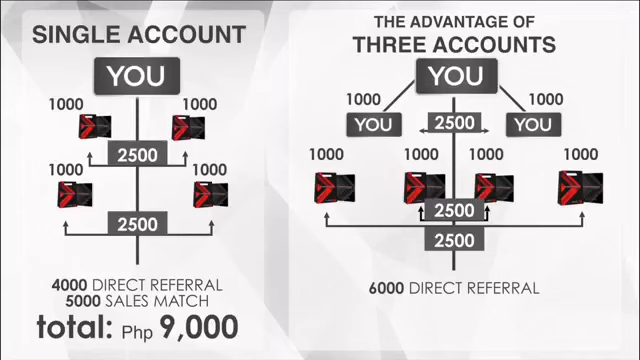 SINGLE ACCOUNT
YOU
1000 1000
2500
1000 1000
2500
4000 DIRECT REFERRAL
5000 SALES MATCH
total: Php 9,000
THE ADVANTAGE OF
THREE ACCOUNTS
YOU
1000 1000
YOU 2500 YOU
1000 1000 1000 1000
2500
2500
6000 DIRECT REFERRAL